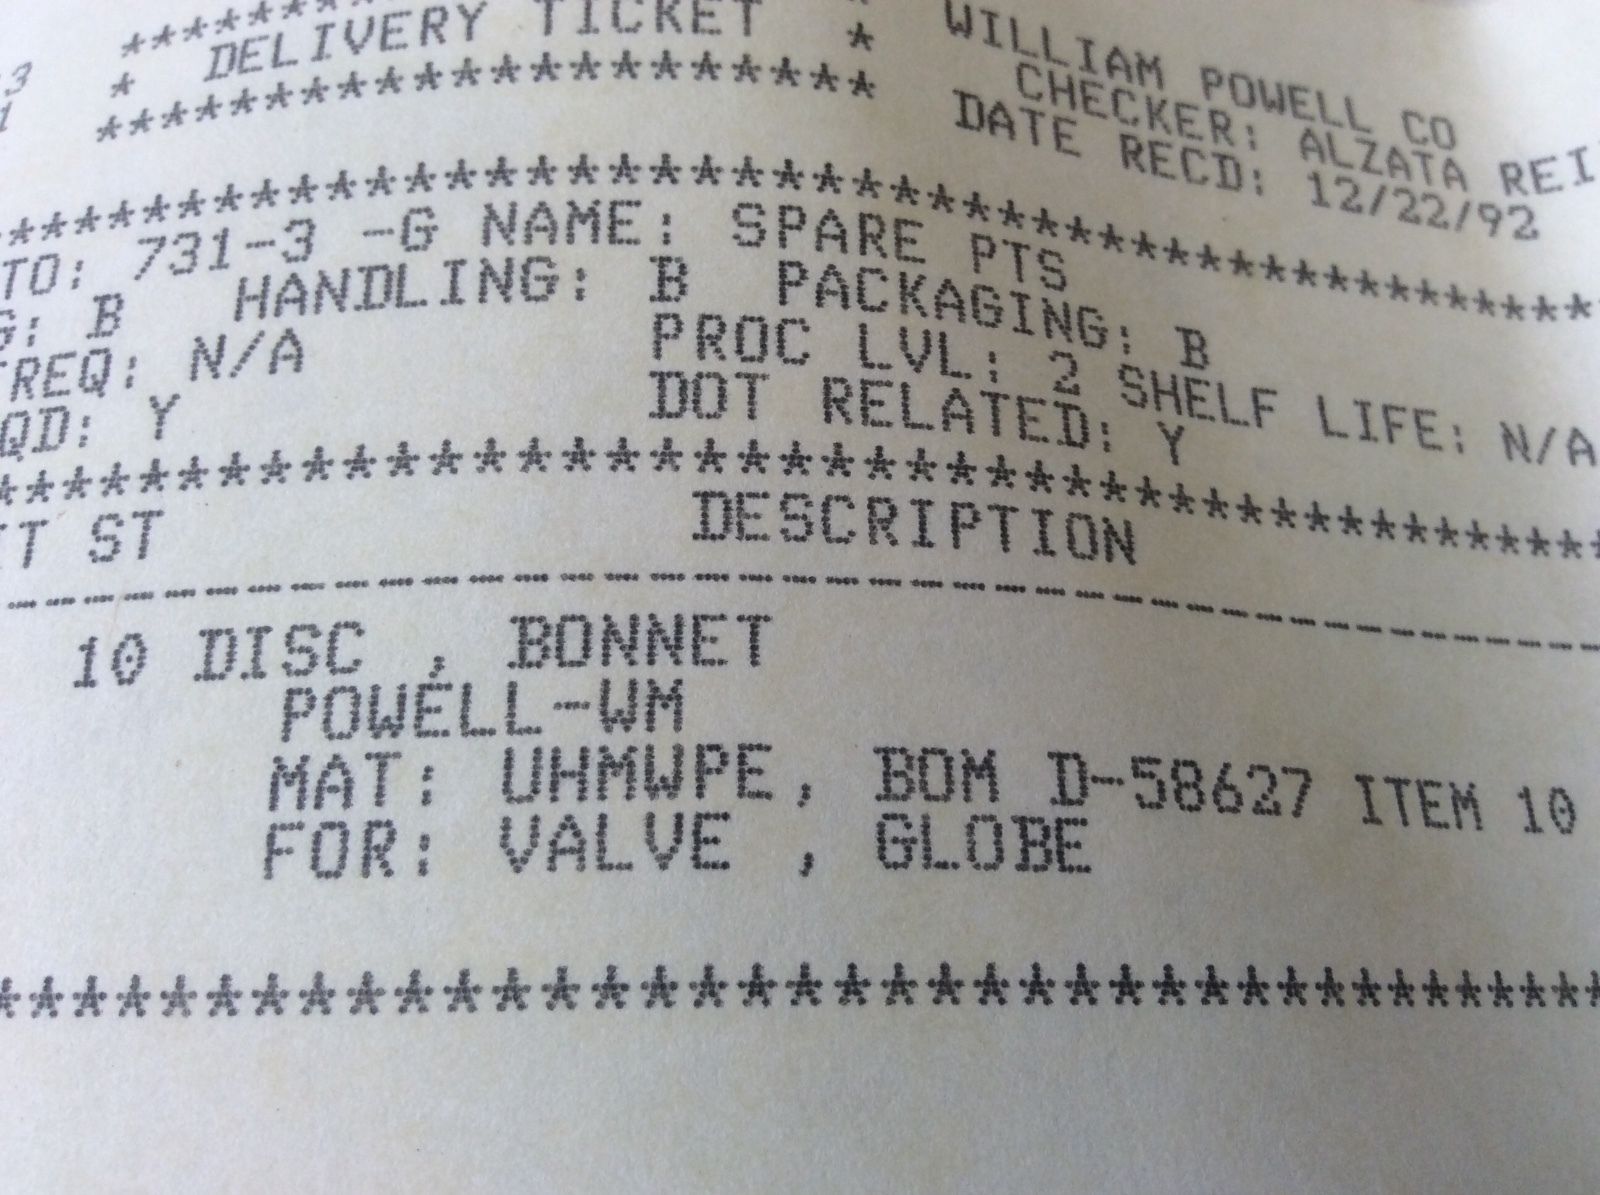 ********************
* DELIVERY TICKET *
********************
WILLIAM POWELL CO
CHECKER: ALZATA REI
DATE RECD: 12/22/92
3
1
****************************************
TO: 731-3 -G NAME: SPARE PTS
G: B HANDLING: B PACKAGING: B
FREQ: N/A PROC LVL: 2 SHELF LIFE: N/A
QD: Y DOT RELATED: Y
****************************************
IT ST DESCRIPTION
----------------------------------------
10 DISC , BONNET
POWELL-WM
MAT: UHMWPE, BOM D-58627 ITEM 10
FOR: VALVE , GLOBE
****************************************